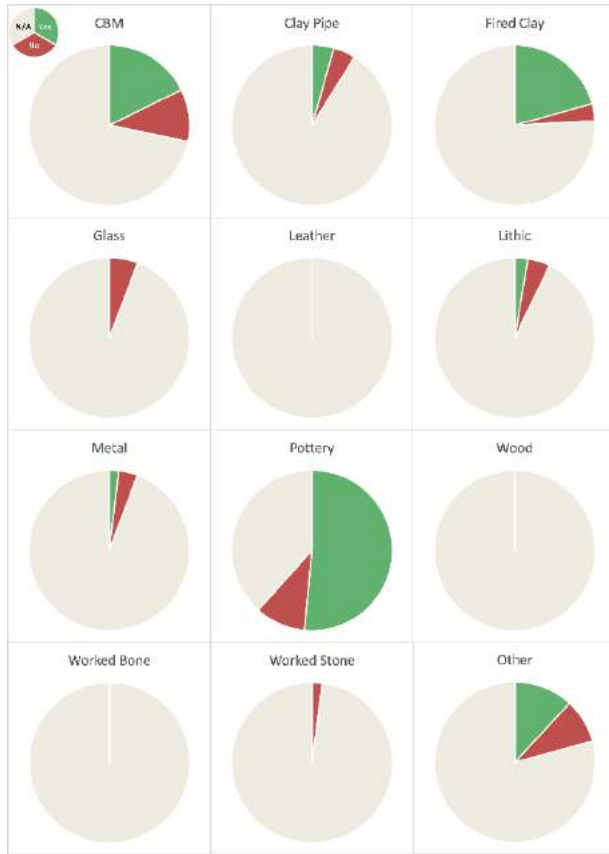 N/A Yes
No
CBM
Clay Pipe
Fired Clay
Glass
Leather
Lithic
Metal
Pottery
Wood
Worked Bone
Worked Stone
Other